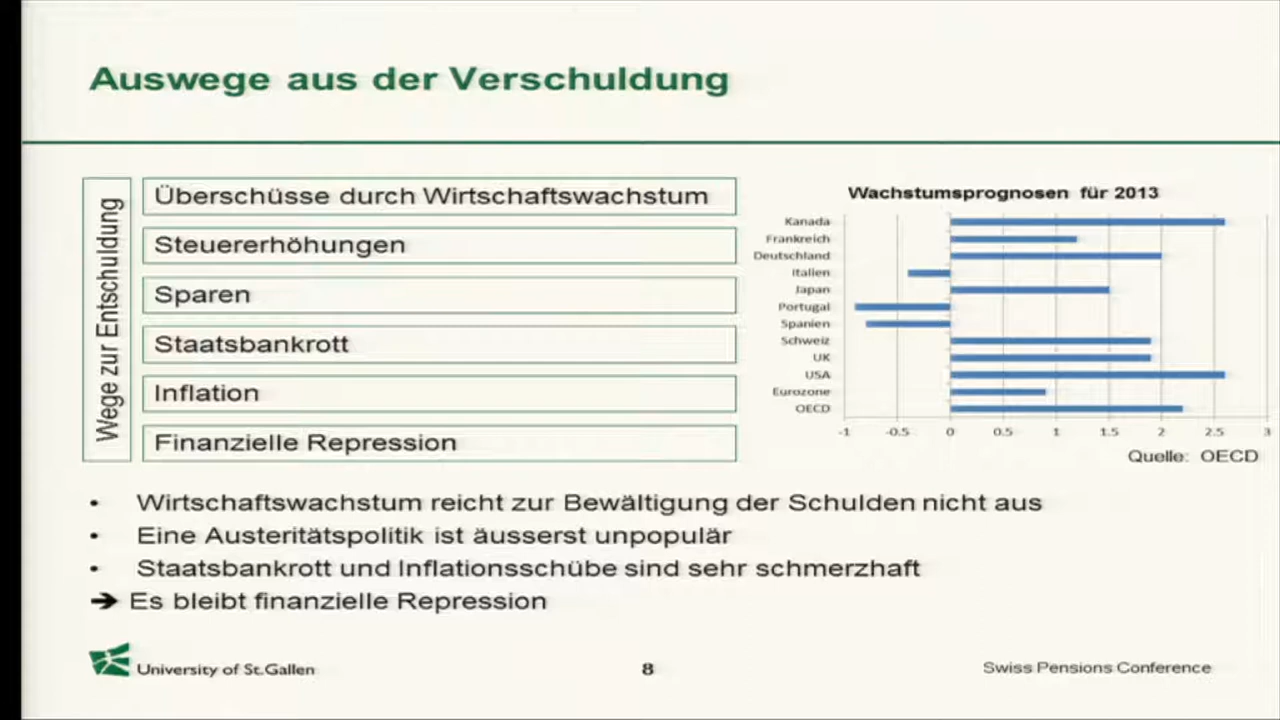 Auswege aus der Verschuldung
Wege zur Entschuldung
Überschüsse durch Wirtschaftswachstum
Steuererhöhungen
Sparen
Staatsbankrott
Inflation
Finanzielle Repression
Wachstumsprognosen für 2013
Kanada
Frankreich
Deutschland
Italien
Japan
Portugal
Spanien
Schweiz
UK
USA
Eurozone
OECD
-1 -0.5 0 0.5 1 1.5 2 2.5 3
Quelle: OECD
• Wirtschaftswachstum reicht zur Bewältigung der Schulden nicht aus
• Eine Austeritätspolitik ist äusserst unpopulär
• Staatsbankrott und Inflationsschübe sind sehr schmerzhaft
➔ Es bleibt finanzielle Repression
University of St.Gallen
8
Swiss Pensions Conference